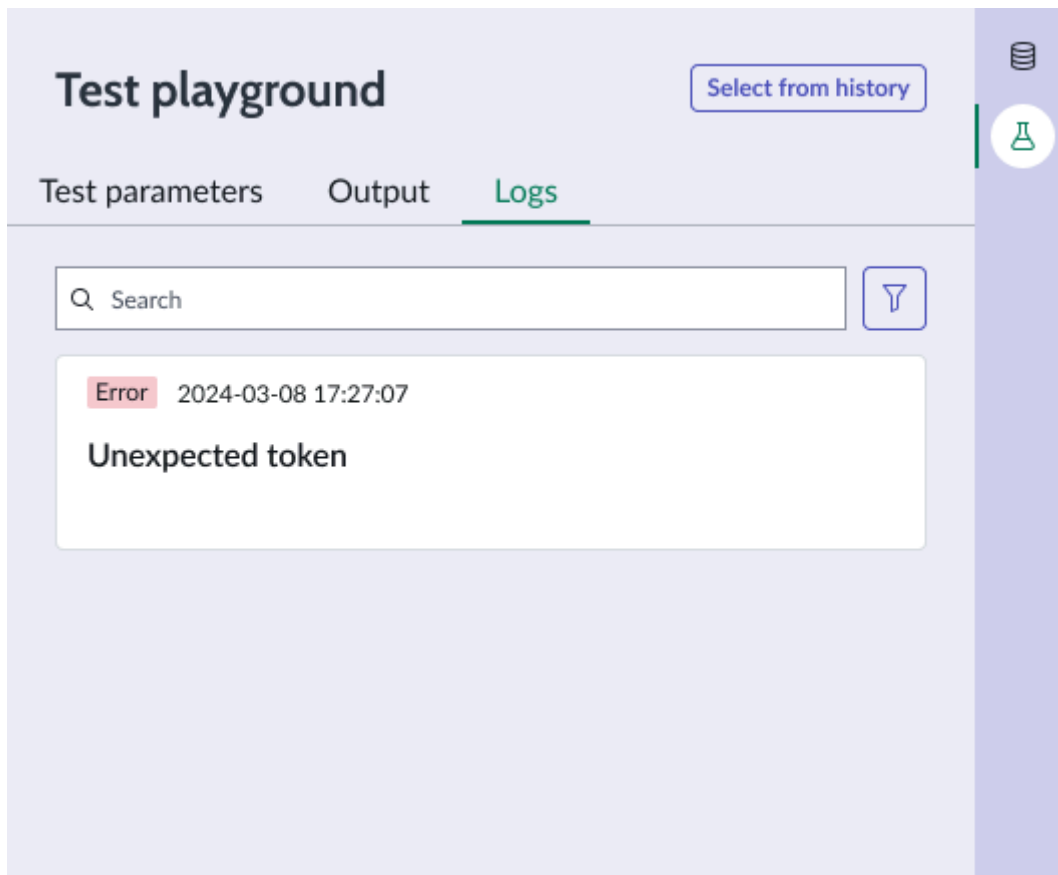 Test playground
Select from history
Test parameters Output Logs
Search
Error 2024-03-08 17:27:07
Unexpected token